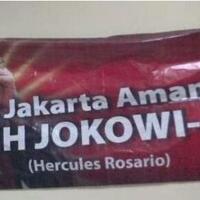 Jakarta Aman
H JOKOWI-
(Hercules Rosario)